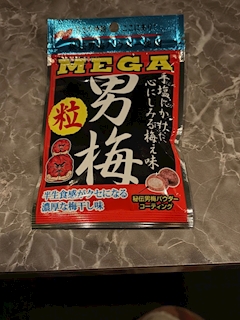 MEGA
男梅
粒
手塩にかけた、
心にしみる梅ぇ味
半生食感がクセになる
濃厚な梅干し味
秘伝男梅パウダー
コーティング